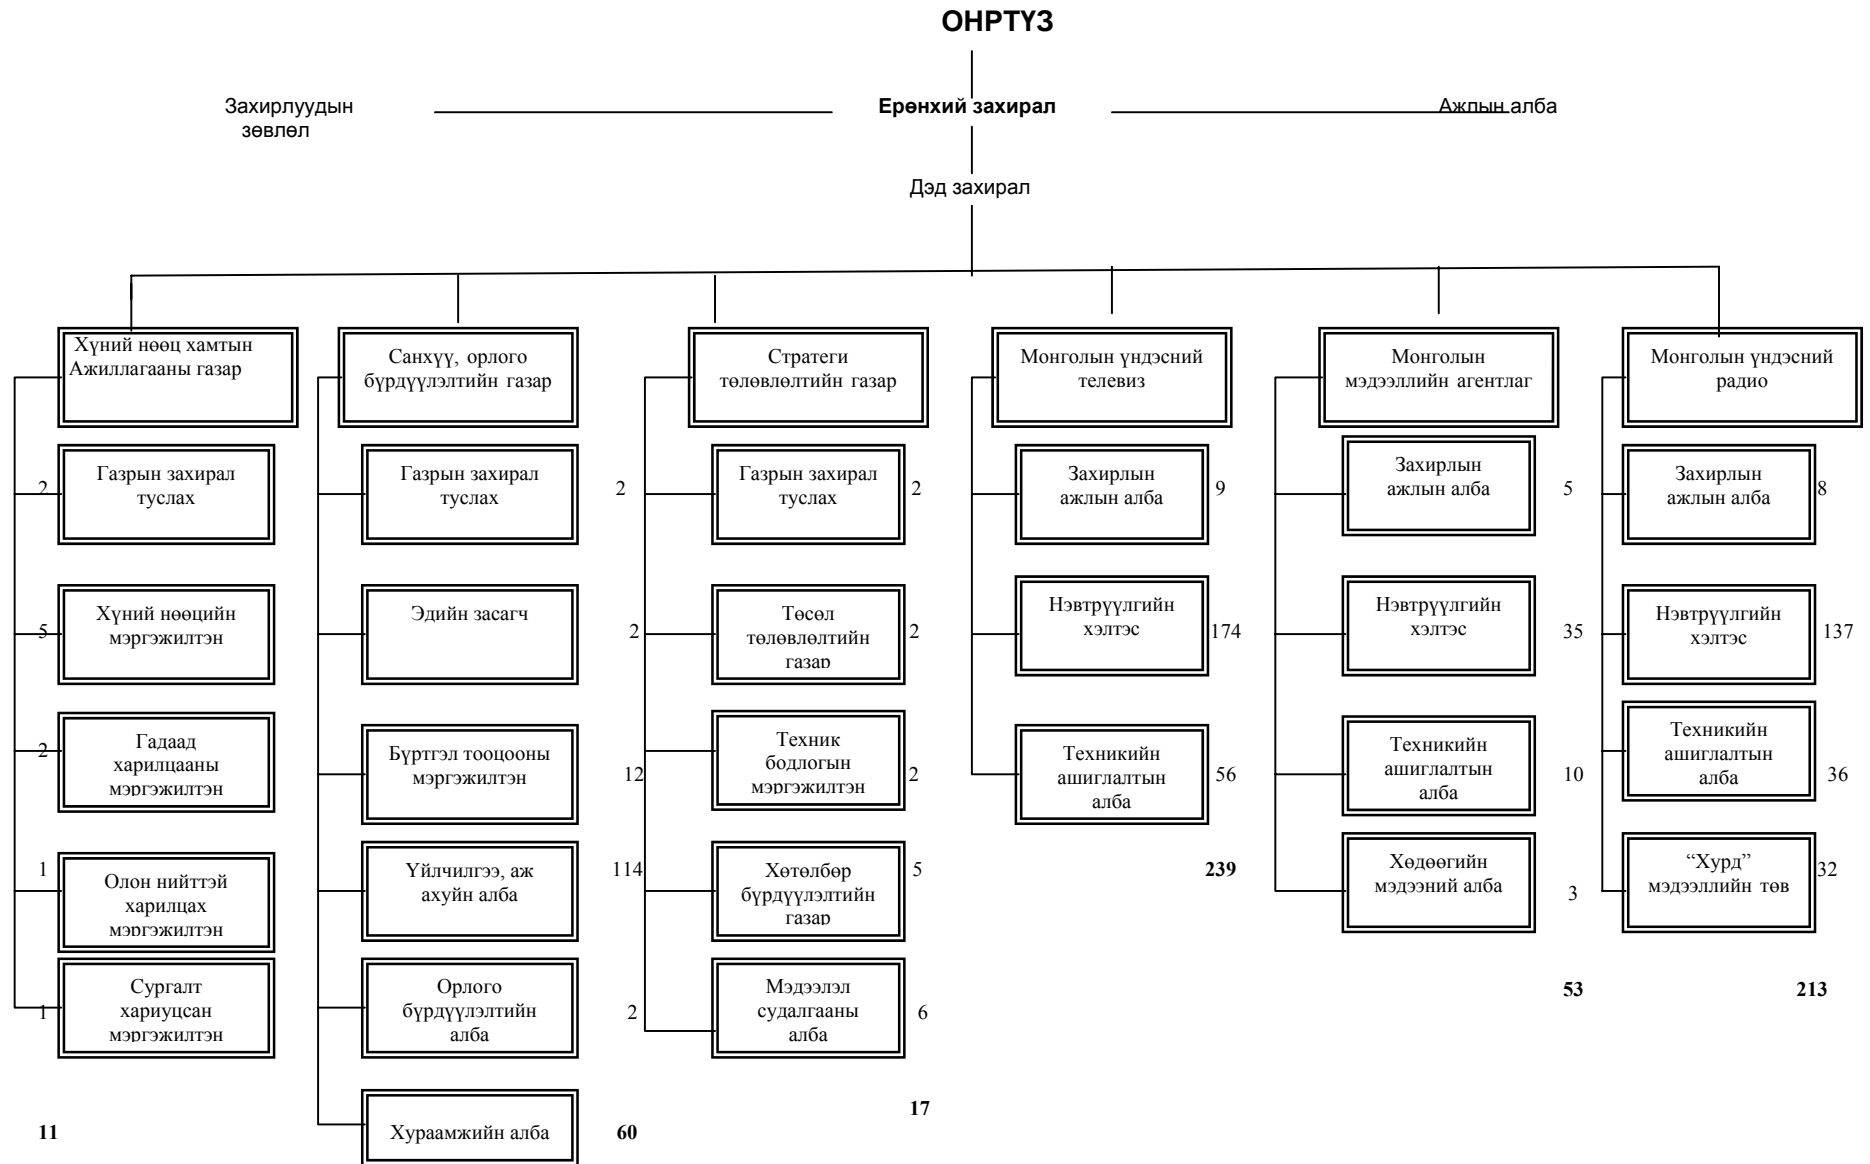 ОНРТҮЗ
Захирлуудын
зөвлөл
Ерөнхий захирал
Ажлын алба
Дэд захирал
Хүний нөөц хамтын
Ажиллагааны газар
2
Газрын захирал
туслах
5
Хүний нөөцийн
мэргэжилтэн
2
Гадаад
харилцааны
мэргэжилтэн
1
Олон нийттэй
харилцах
мэргэжилтэн
1
Сургалт
хариуцсан
мэргэжилтэн
11
Санхүү, орлого
бүрдүүлэлтийн газар
Газрын захирал
туслах
2
Эдийн засагч
2
Бүртгэл тооцооны
мэргэжилтэн
12
Үйлчилгээ, аж
ахуйн алба
114
Орлого
бүрдүүлэлтийн
алба
2
Хураамжийн алба
60
Стратеги
төлөвлөлтийн газар
Газрын захирал
туслах
2
Төсөл
төлөвлөлтийн
газар
2
Техник
бодлогын
мэргэжилтэн
2
Хөтөлбөр
бүрдүүлэлтийн
газар
5
Мэдээлэл
судалгааны
алба
6
17
Монголын үндэсний
телевиз
Захирлын
ажлын алба
9
Нэвтрүүлгийн
хэлтэс
174
Техникийн
ашиглалтын
алба
56
239
Монголын
мэдээллийн агентлаг
Захирлын
ажлын алба
5
Нэвтрүүлгийн
хэлтэс
35
Техникийн
ашиглалтын
алба
10
Хөдөөгийн
мэдээний алба
3
53
Монголын үндэсний
радио
Захирлын
ажлын алба
8
Нэвтрүүлгийн
хэлтэс
137
Техникийн
ашиглалтын
алба
36
“Хурд”
мэдээллийн төв
32
213